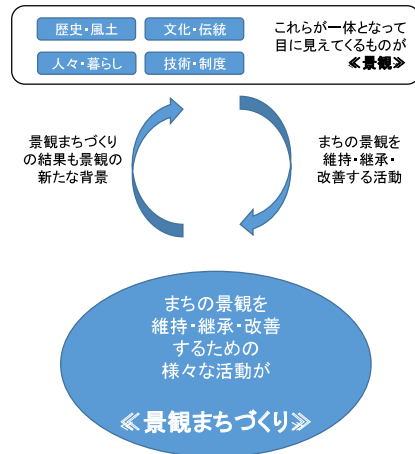 歴史・風土
文化・伝統
人々・暮らし
技術・制度
これらが一体となって
目に見えてくるものが
≪景観≫
景観まちづくり
の結果も景観の
新たな背景
まちの景観を
維持・継承・
改善する活動
まちの景観を
維持・継承・改善
するための
様々な活動が
≪景観まちづくり≫